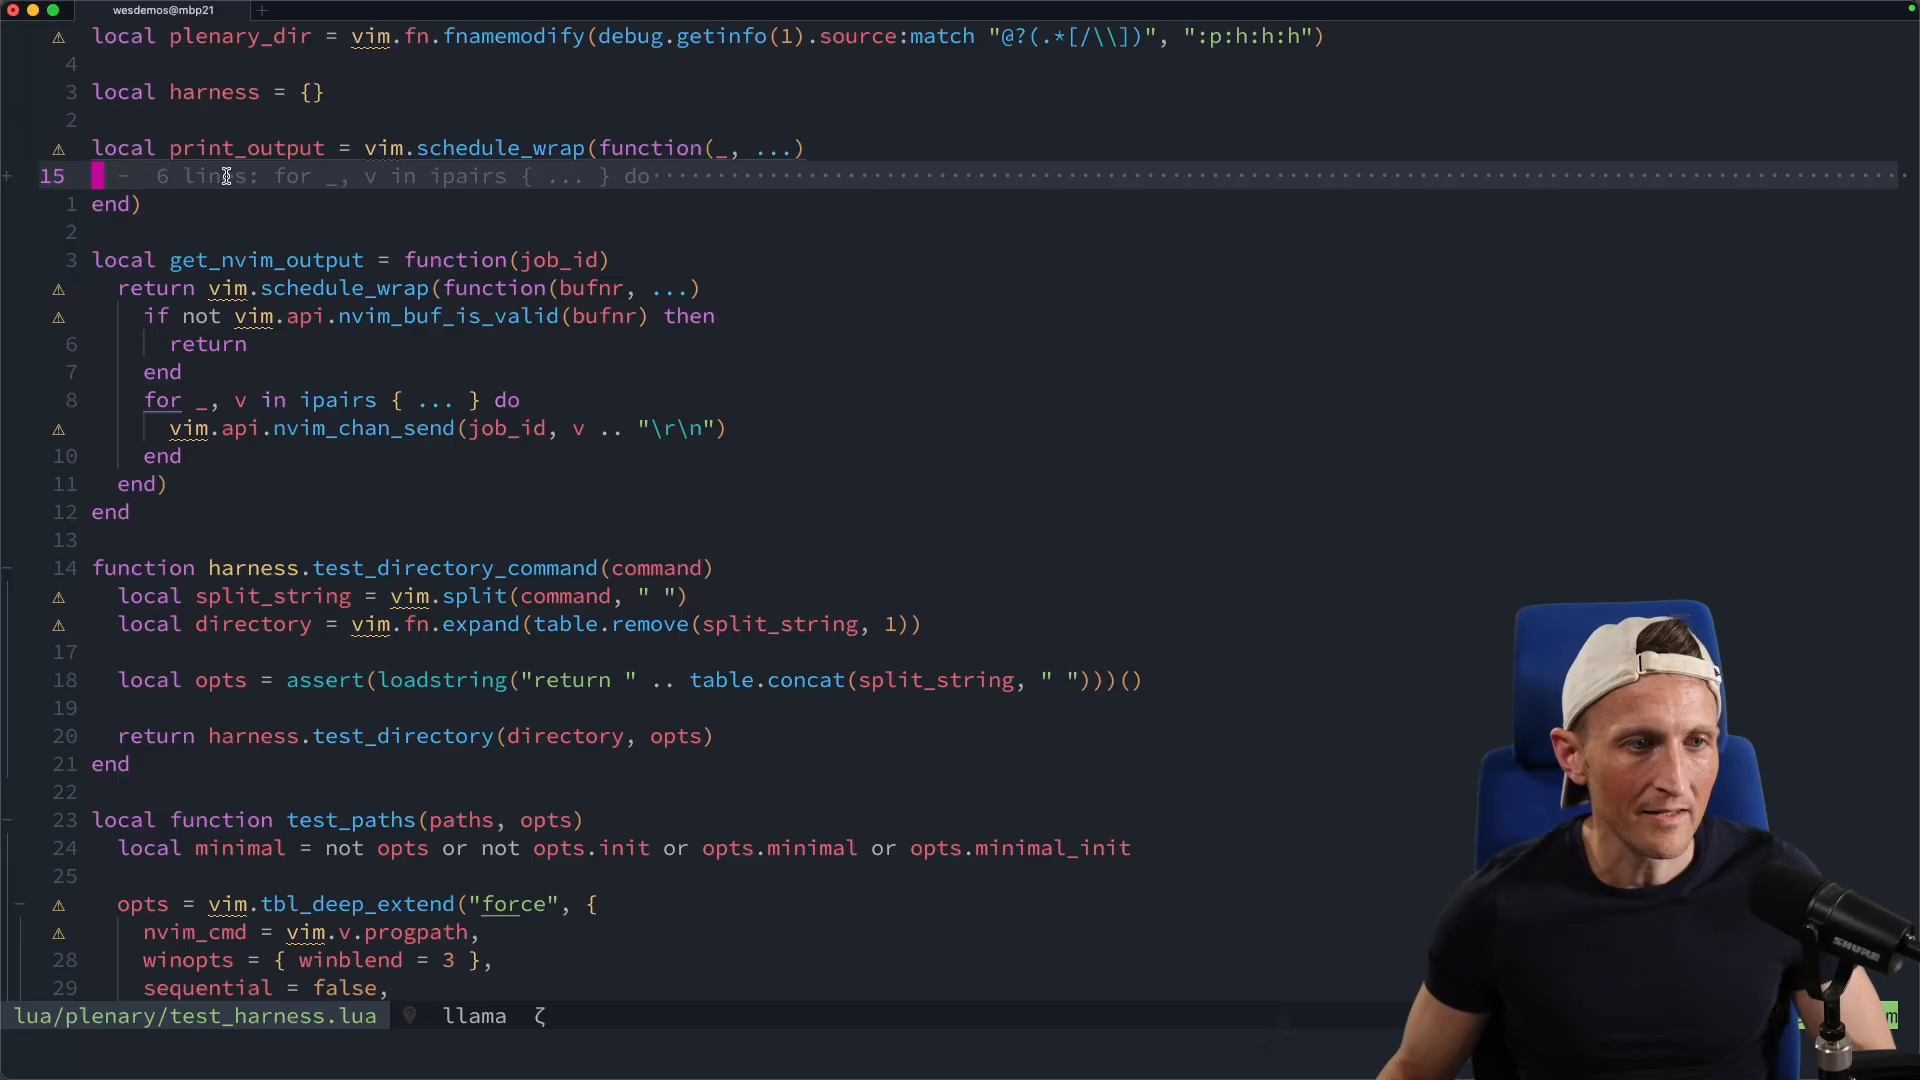 wesdemos@mbp21 +
⚠ local plenary_dir = vim.fn.fnamemodify(debug.getinfo(1).source:match "@?(.*[/\\])", ":p:h:h:h")
4
3 local harness = {}
2
⚠ local print_output = vim.schedule_wrap(function(_, ...)
+ 15 - 6 lines: for _, v in ipairs { ... } do
1 end)
2
3 local get_nvim_output = function(job_id)
⚠ return vim.schedule_wrap(function(bufnr, ...)
⚠ if not vim.api.nvim_buf_is_valid(bufnr) then
6 return
7 end
8 for _, v in ipairs { ... } do
⚠ vim.api.nvim_chan_send(job_id, v .. "\r\n")
10 end
11 end)
12 end
13
14 function harness.test_directory_command(command)
⚠ local split_string = vim.split(command, " ")
⚠ local directory = vim.fn.expand(table.remove(split_string, 1))
17
18 local opts = assert(loadstring("return " .. table.concat(split_string, " ")))()
19
20 return harness.test_directory(directory, opts)
21 end
22
23 local function test_paths(paths, opts)
24 local minimal = not opts or not opts.init or opts.minimal or opts.minimal_init
25
⚠ opts = vim.tbl_deep_extend("force", {
⚠ nvim_cmd = vim.v.progpath,
28 winopts = { winblend = 3 },
29 sequential = false,
lua/plenary/test_harness.lua llama ζ
SHURE